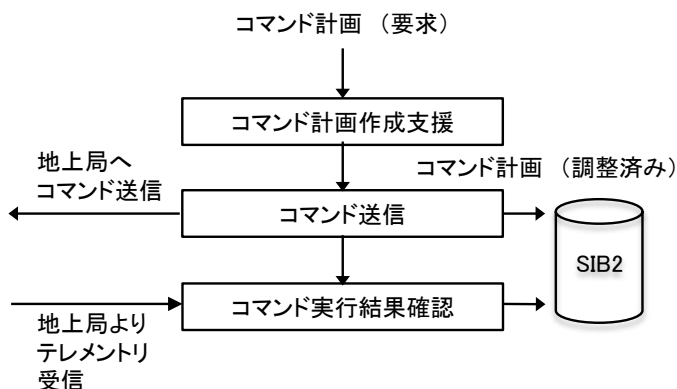 コマンド計画 （要求）
コマンド計画作成支援
地上局へ
コマンド送信
コマンド計画 （調整済み）
コマンド送信
SIB2
コマンド実行結果確認
地上局より
テレメントリ
受信